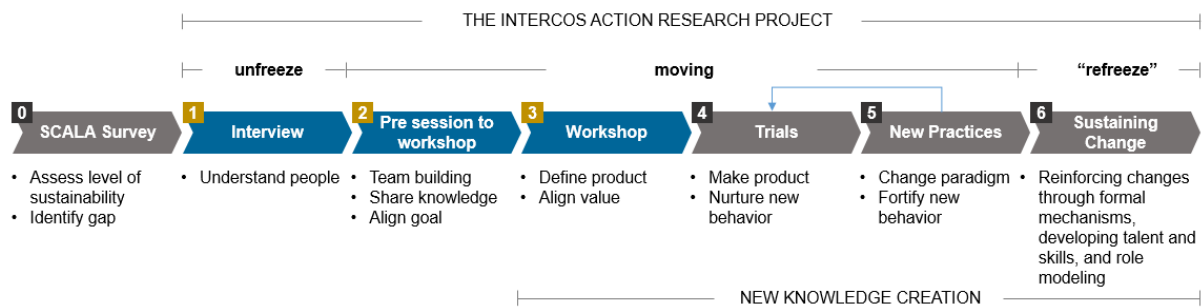 THE INTERCOS ACTION RESEARCH PROJECT
unfreeze
moving
“refreeze”
0
SCALA Survey
1
Interview
2
Pre session to
workshop
3
Workshop
4
Trials
5
New Practices
6
Sustaining
Change
• Assess level of
sustainability
• Identify gap
• Understand people
• Team building
• Share knowledge
• Align goal
• Define product
• Align value
• Make product
• Nurture new
behavior
• Change paradigm
• Fortify new
behavior
• Reinforcing changes
through formal
mechanisms,
developing talent and
skills, and role
modeling
NEW KNOWLEDGE CREATION